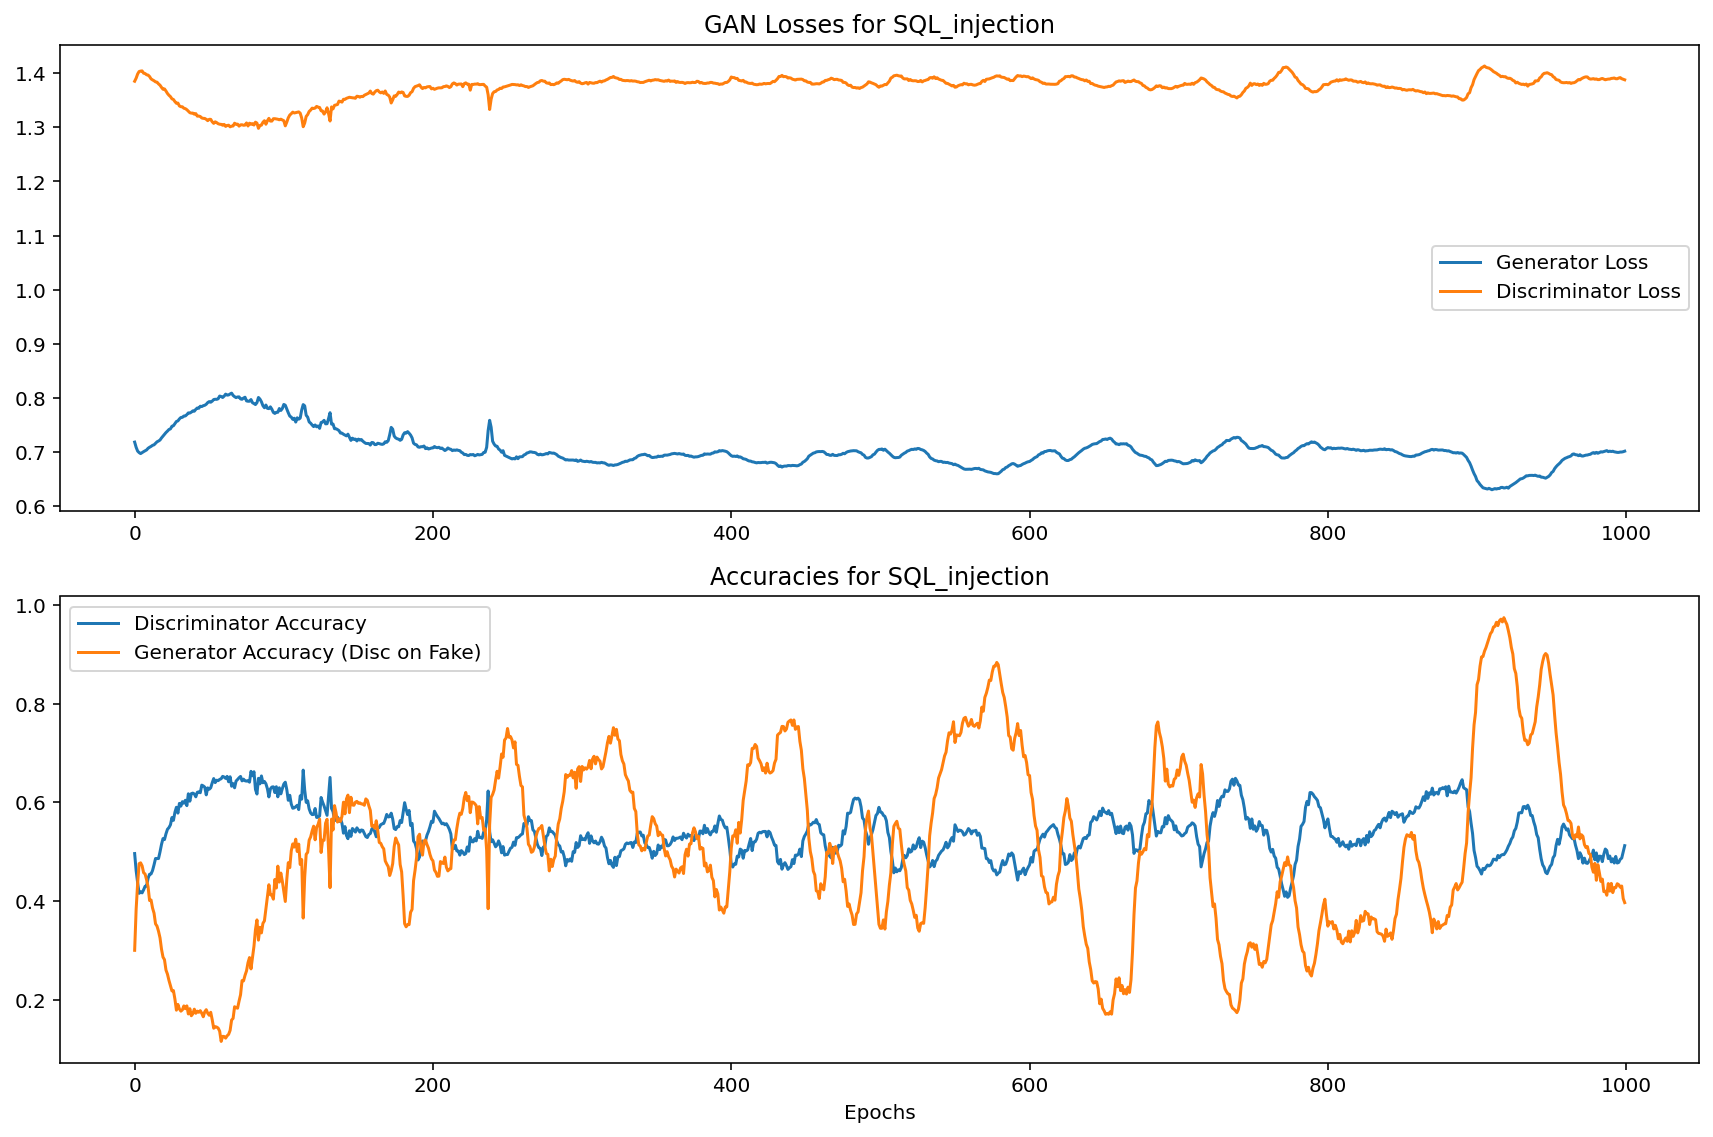 GAN Losses for SQL_injection
1.4
1.3
1.2
1.1
1.0
0.9
0.8
0.7
0.6
Generator Loss
Discriminator Loss
0 200 400 600 800 1000
Accuracies for SQL_injection
1.0
0.8
0.6
0.4
0.2
Discriminator Accuracy
Generator Accuracy (Disc on Fake)
0 200 400 600 800 1000
Epochs